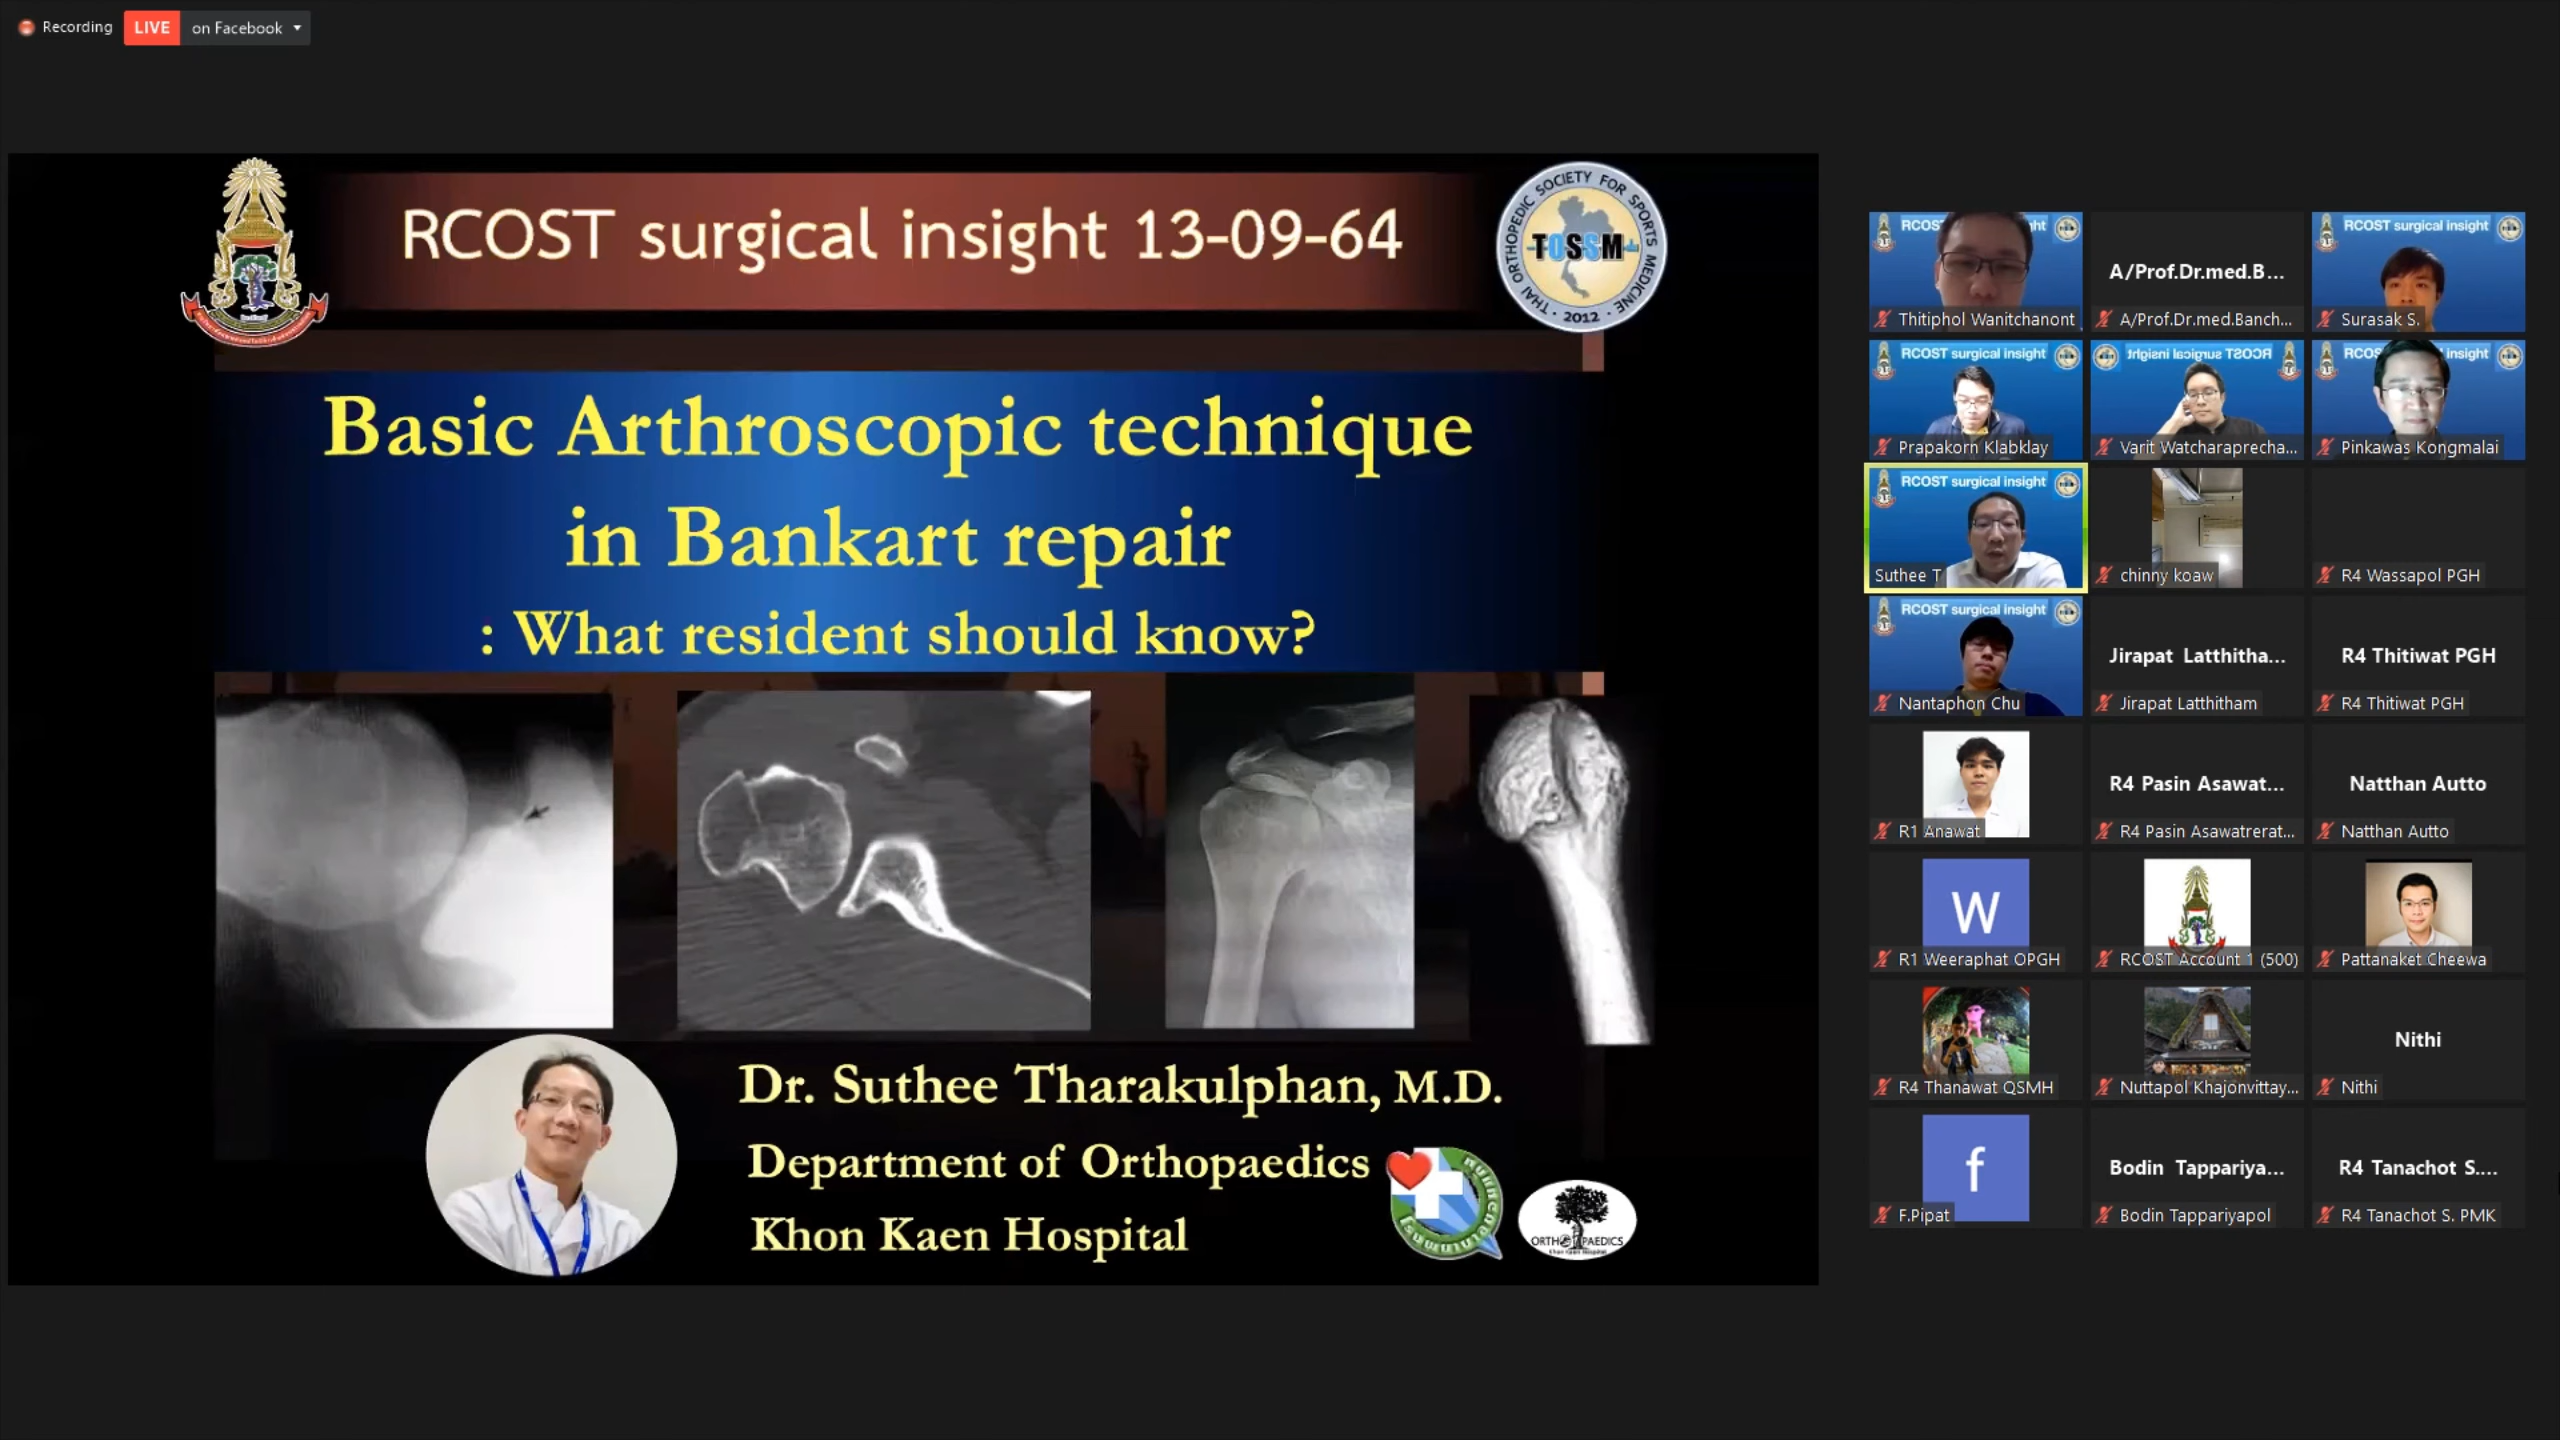 Recording LIVE on Facebook
RCOST surgical insight 13-09-64
THAI ORTHOPEDIC SOCIETY FOR SPORTS MEDICINE
TOSSM
· 2012 ·
Basic Arthroscopic technique
in Bankart repair
: What resident should know?
Dr. Suthee Tharakulphan, M.D.
Department of Orthopaedics
Khon Kaen Hospital
ORTHOPAEDICS
Khon Kaen Hospital
Thitiphol Wanitchanont
A/Prof.Dr.med.B...
A/Prof.Dr.med.Banch...
RCOST surgical insight
Surasak S.
RCOST surgical insight
Prapakorn Klabklay
RCOST surgical insight
Varit Watcharaprecha...
insight
Pinkawas Kongmalai
RCOST surgical insight
Suthee T
chinny koaw
R4 Wassapol PGH
RCOST surgical insight
Nantaphon Chu
Jirapat Latthitha...
Jirapat Latthitham
R4 Thitiwat PGH
R4 Thitiwat PGH
R1 Anawat
R4 Pasin Asawat...
R4 Pasin Asawatrerat...
Natthan Autto
Natthan Autto
W
R1 Weeraphat OPGH
RCOST Account 1 (500)
Pattanaket Cheewa
R4 Thanawat QSMH
Nuttapol Khajonvittay...
Nithi
Nithi
f
F.Pipat
Bodin Tappariya...
Bodin Tappariyapol
R4 Tanachot S....
R4 Tanachot S. PMK